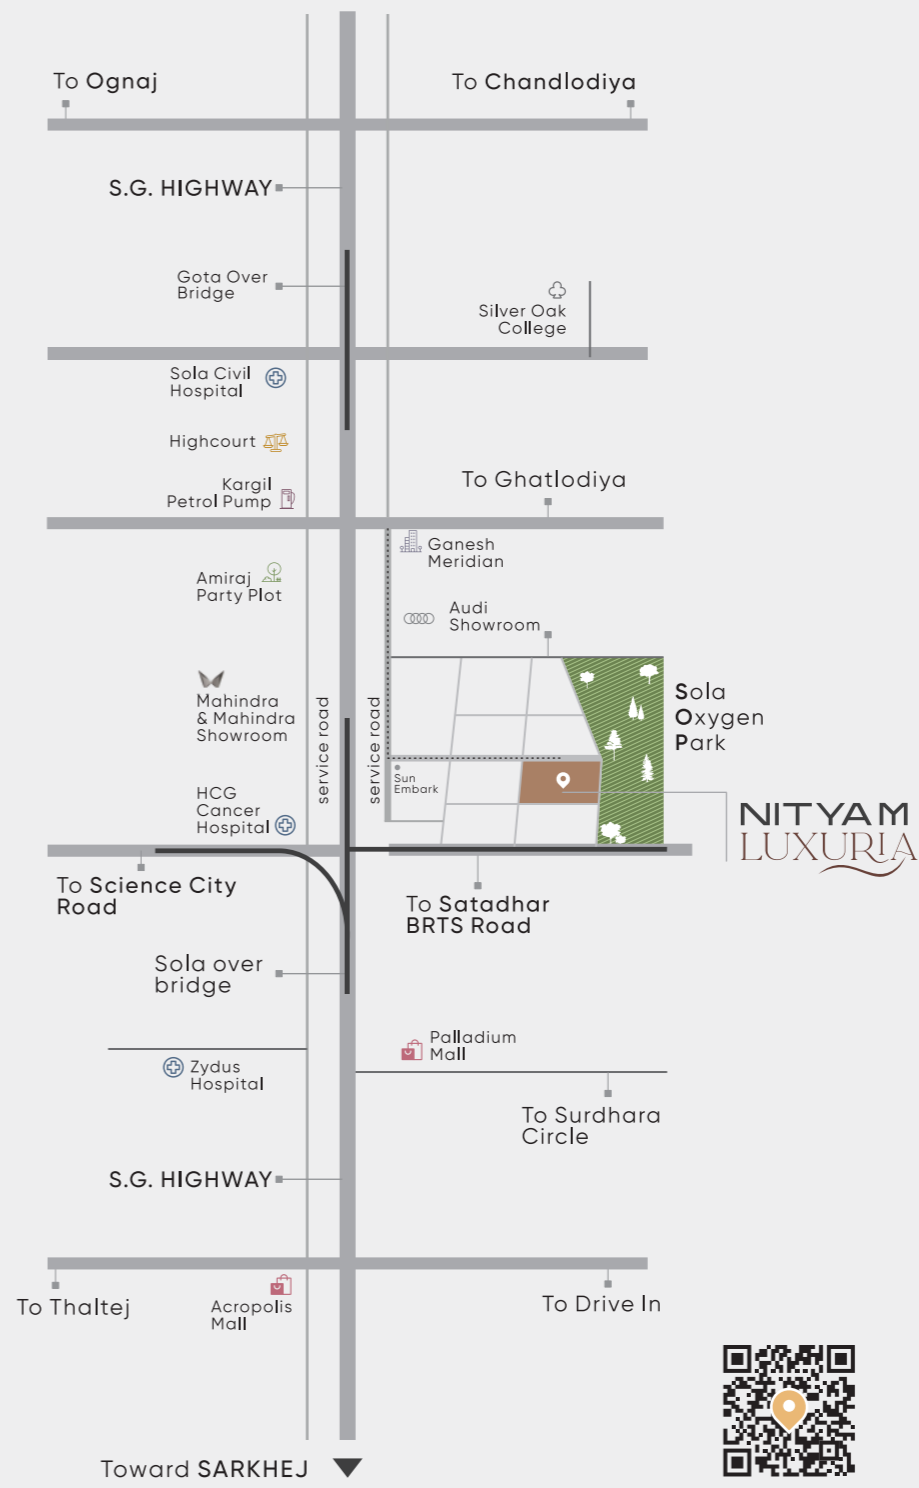 To Ognaj
To Chandlodiya
S.G. HIGHWAY
Gota Over
Bridge
Silver Oak
College
Sola Civil
Hospital
Highcourt
Kargil
Petrol Pump
To Ghatlodiya
Ganesh
Meridian
Amiraj
Party Plot
Audi
Showroom
Mahindra
& Mahindra
Showroom
service road
service road
Sola
Oxygen
Park
Sun
Embark
HCG
Cancer
Hospital
NITYAM
LUXURIA
To Science City
Road
To Satadhar
BRTS Road
Sola over
bridge
Palladium
Mall
Zydus
Hospital
To Surdhara
Circle
S.G. HIGHWAY
To Thaltej
Acropolis
Mall
To Drive In
Toward SARKHEJ